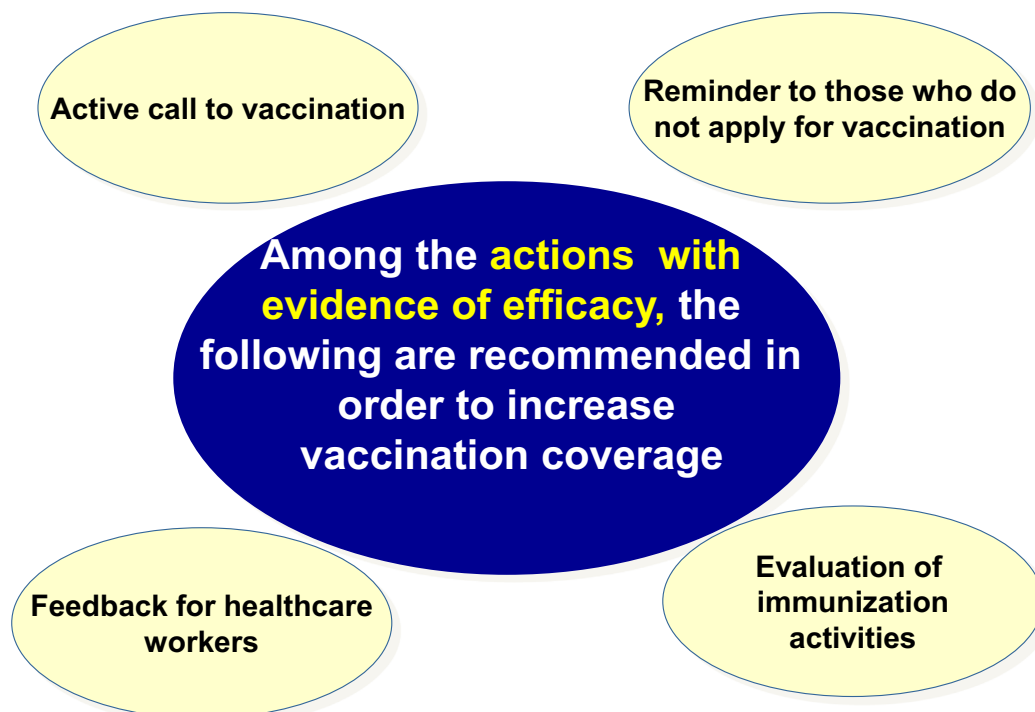 Active call to vaccination
Reminder to those who do
not apply for vaccination
Among the actions with
evidence of efficacy, the
following are recommended in
order to increase
vaccination coverage
Feedback for healthcare
workers
Evaluation of
immunization
activities